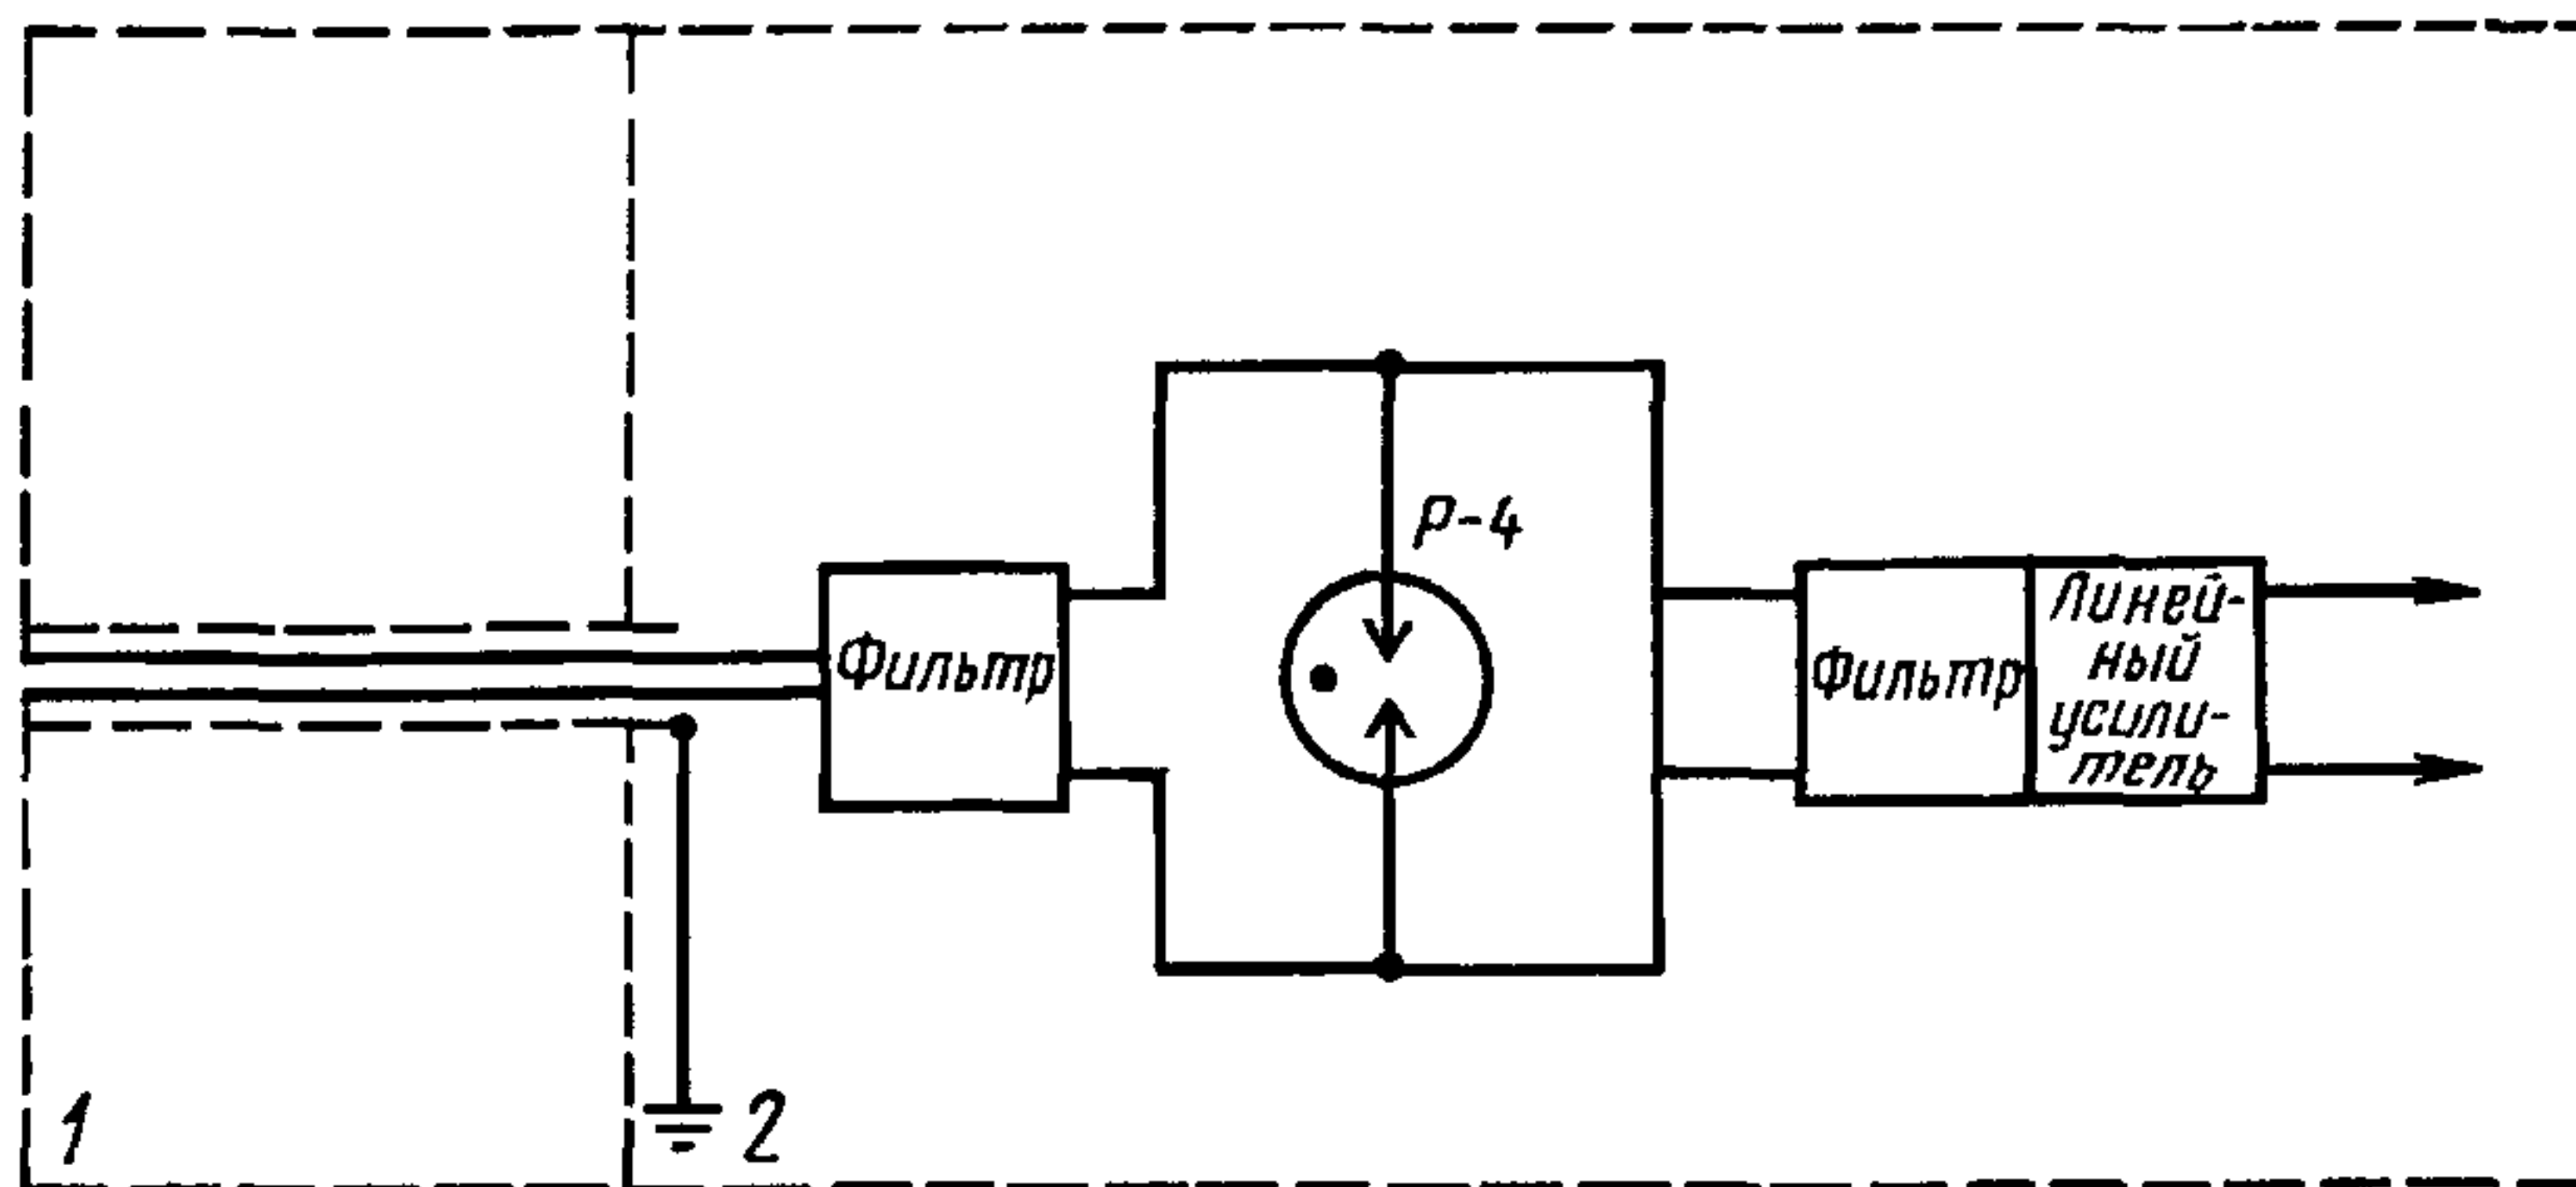 Р-4
Фильтр
Фильтр
Линей-
ный
усили-
тель
1
2